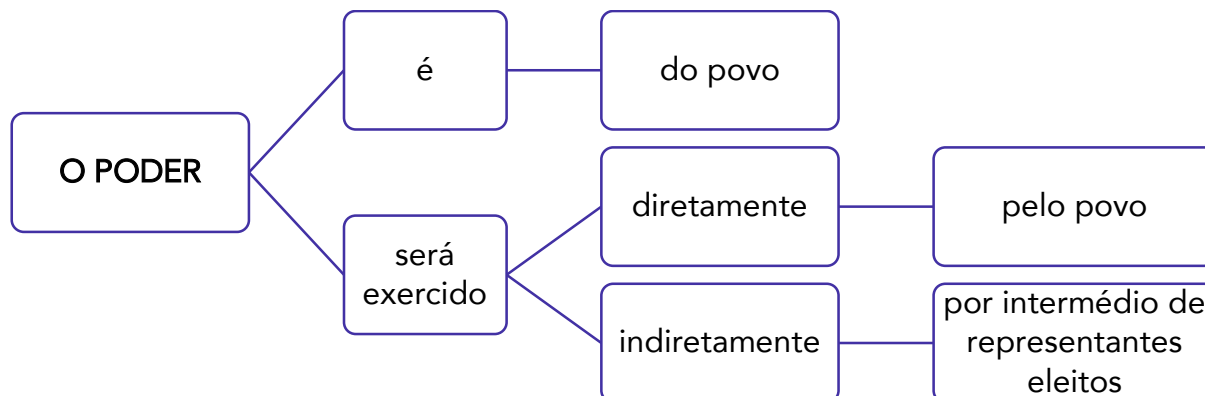 O PODER
é
do povo
será
exercido
diretamente
pelo povo
indiretamente
por intermédio de
representantes
eleitos